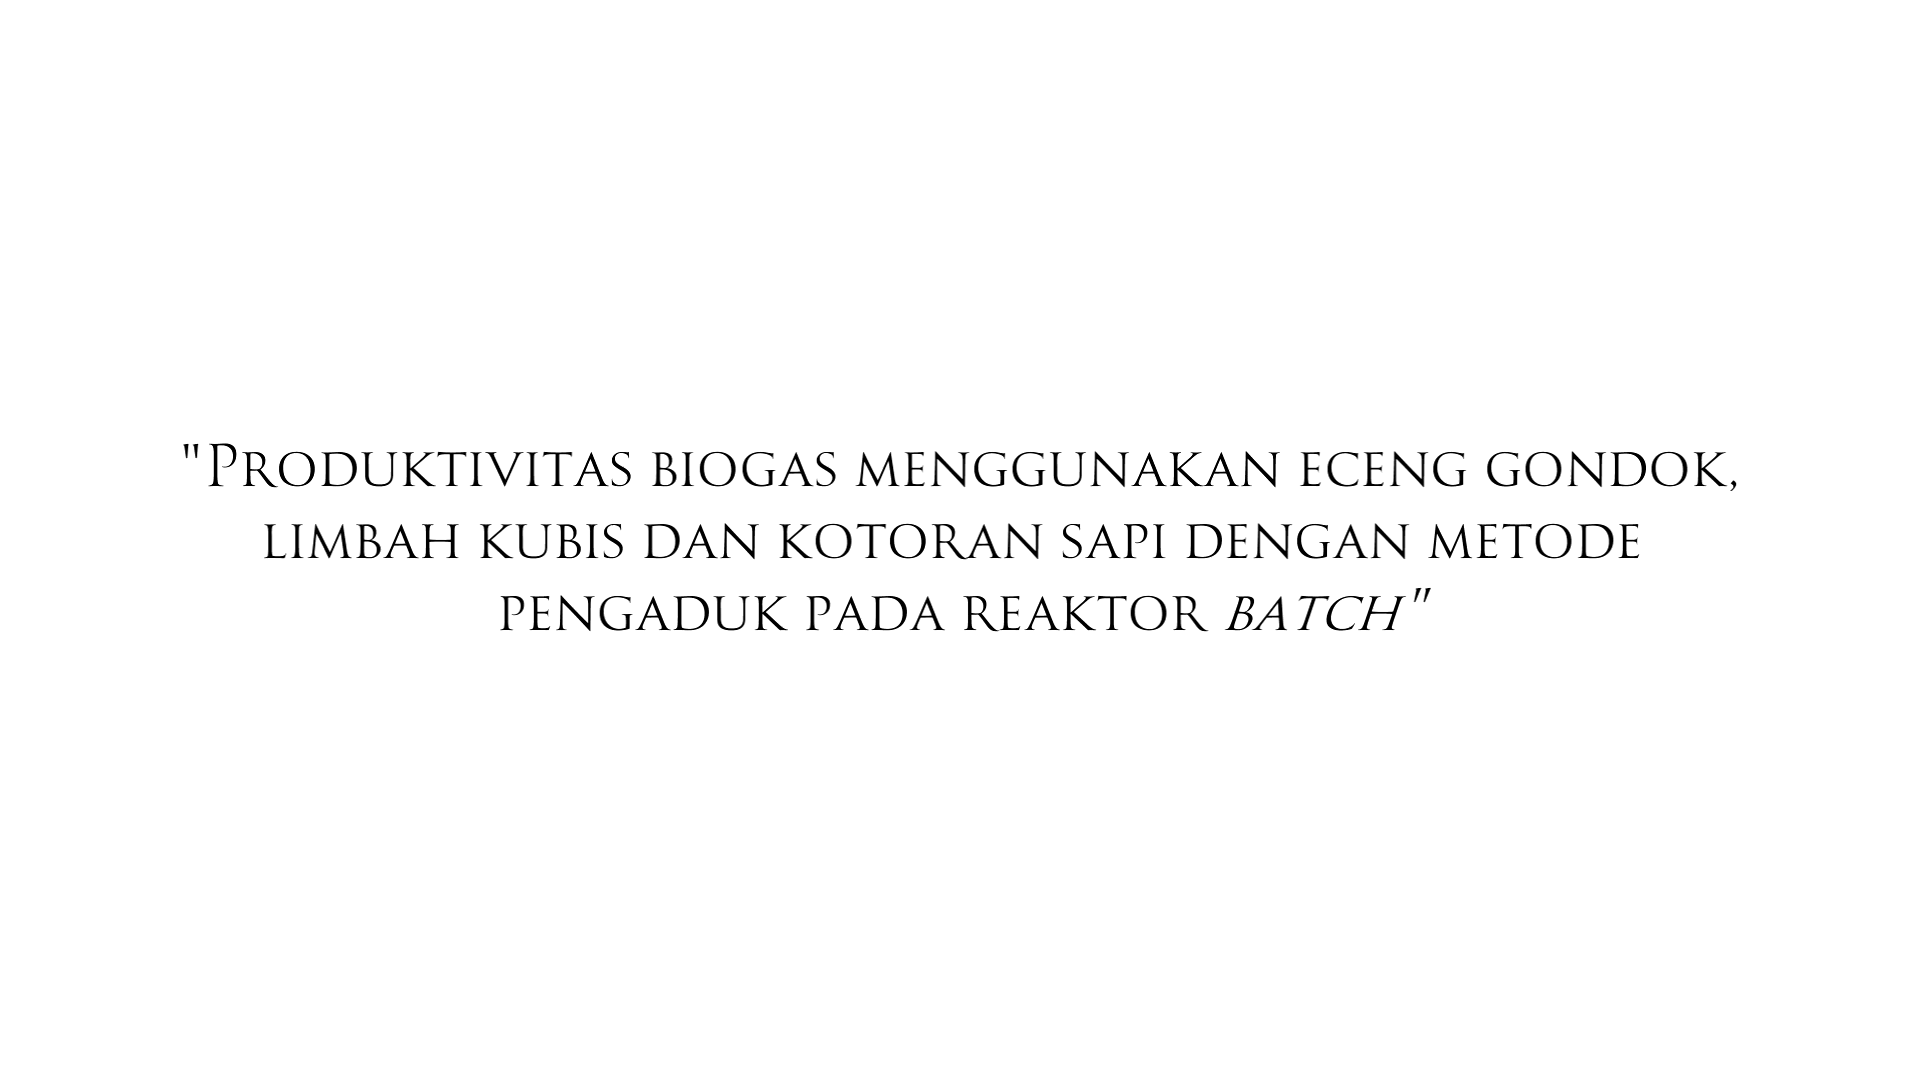 "Produktivitas biogas menggunakan eceng gondok,
limbah kubis dan kotoran sapi dengan metode
pengaduk pada reaktor batch"